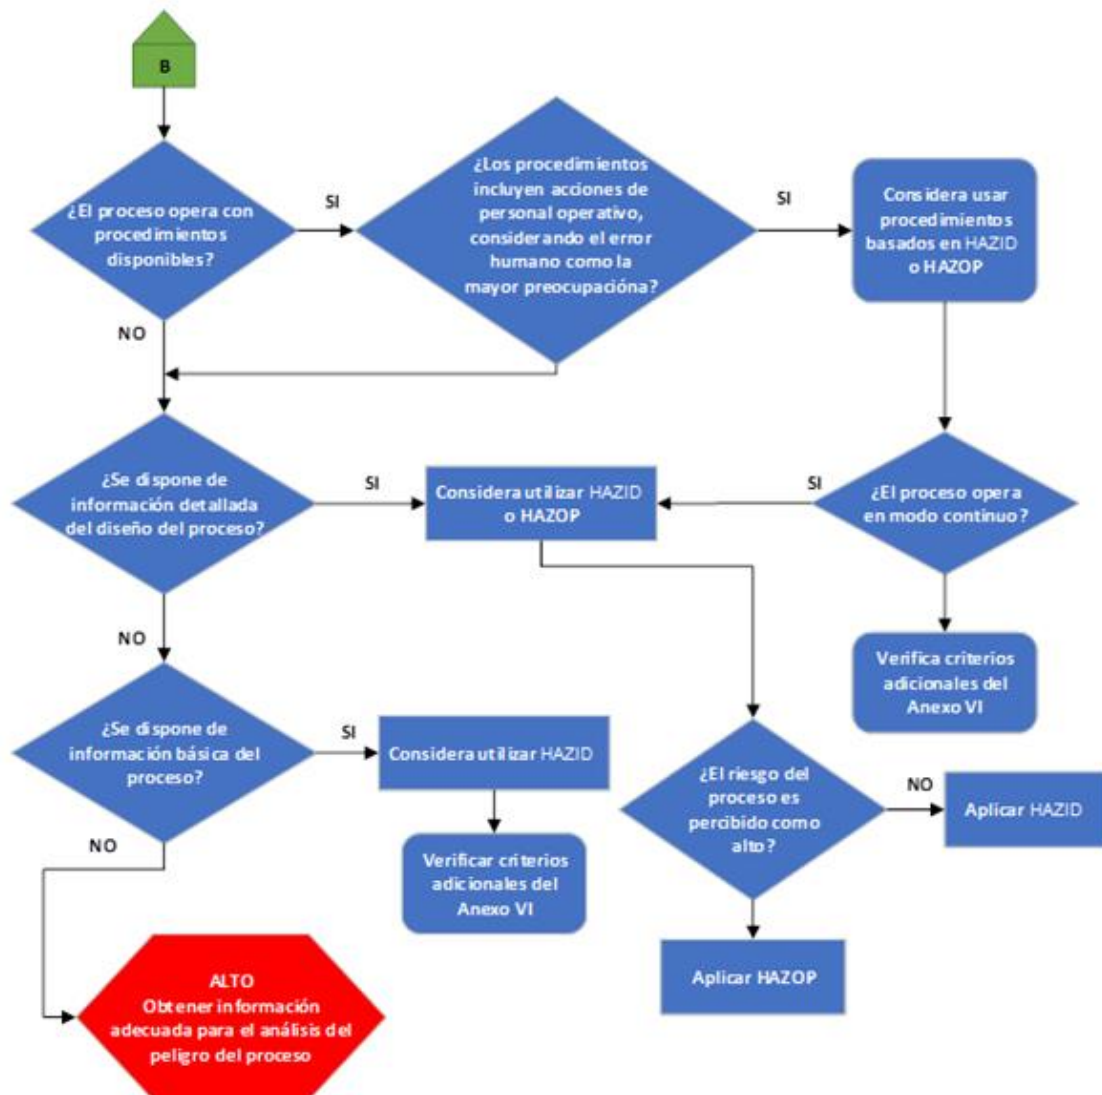 B
¿El proceso opera con
procedimientos
disponibles?
SI
¿Los procedimientos
incluyen acciones de
personal operativo,
considerando el error
humano como la
mayor preocupacióna?
SI
Considera usar
procedimientos
basados en HAZID
o HAZOP
NO
¿Se dispone de
información detallada
del diseño del proceso?
SI
Considera utilizar HAZID
o HAZOP
SI
¿El proceso opera
en modo continuo?
NO
Verifica criterios
adicionales del
Anexo VI
¿Se dispone de
información básica del
proceso?
SI
Considera utilizar HAZID
¿El riesgo del
proceso es
percibido como
alto?
NO
Aplicar HAZID
NO
Verificar criterios
adicionales del
Anexo VI
Aplicar HAZOP
ALTO
Obtener información
adecuada para el análisis del
peligro del proceso